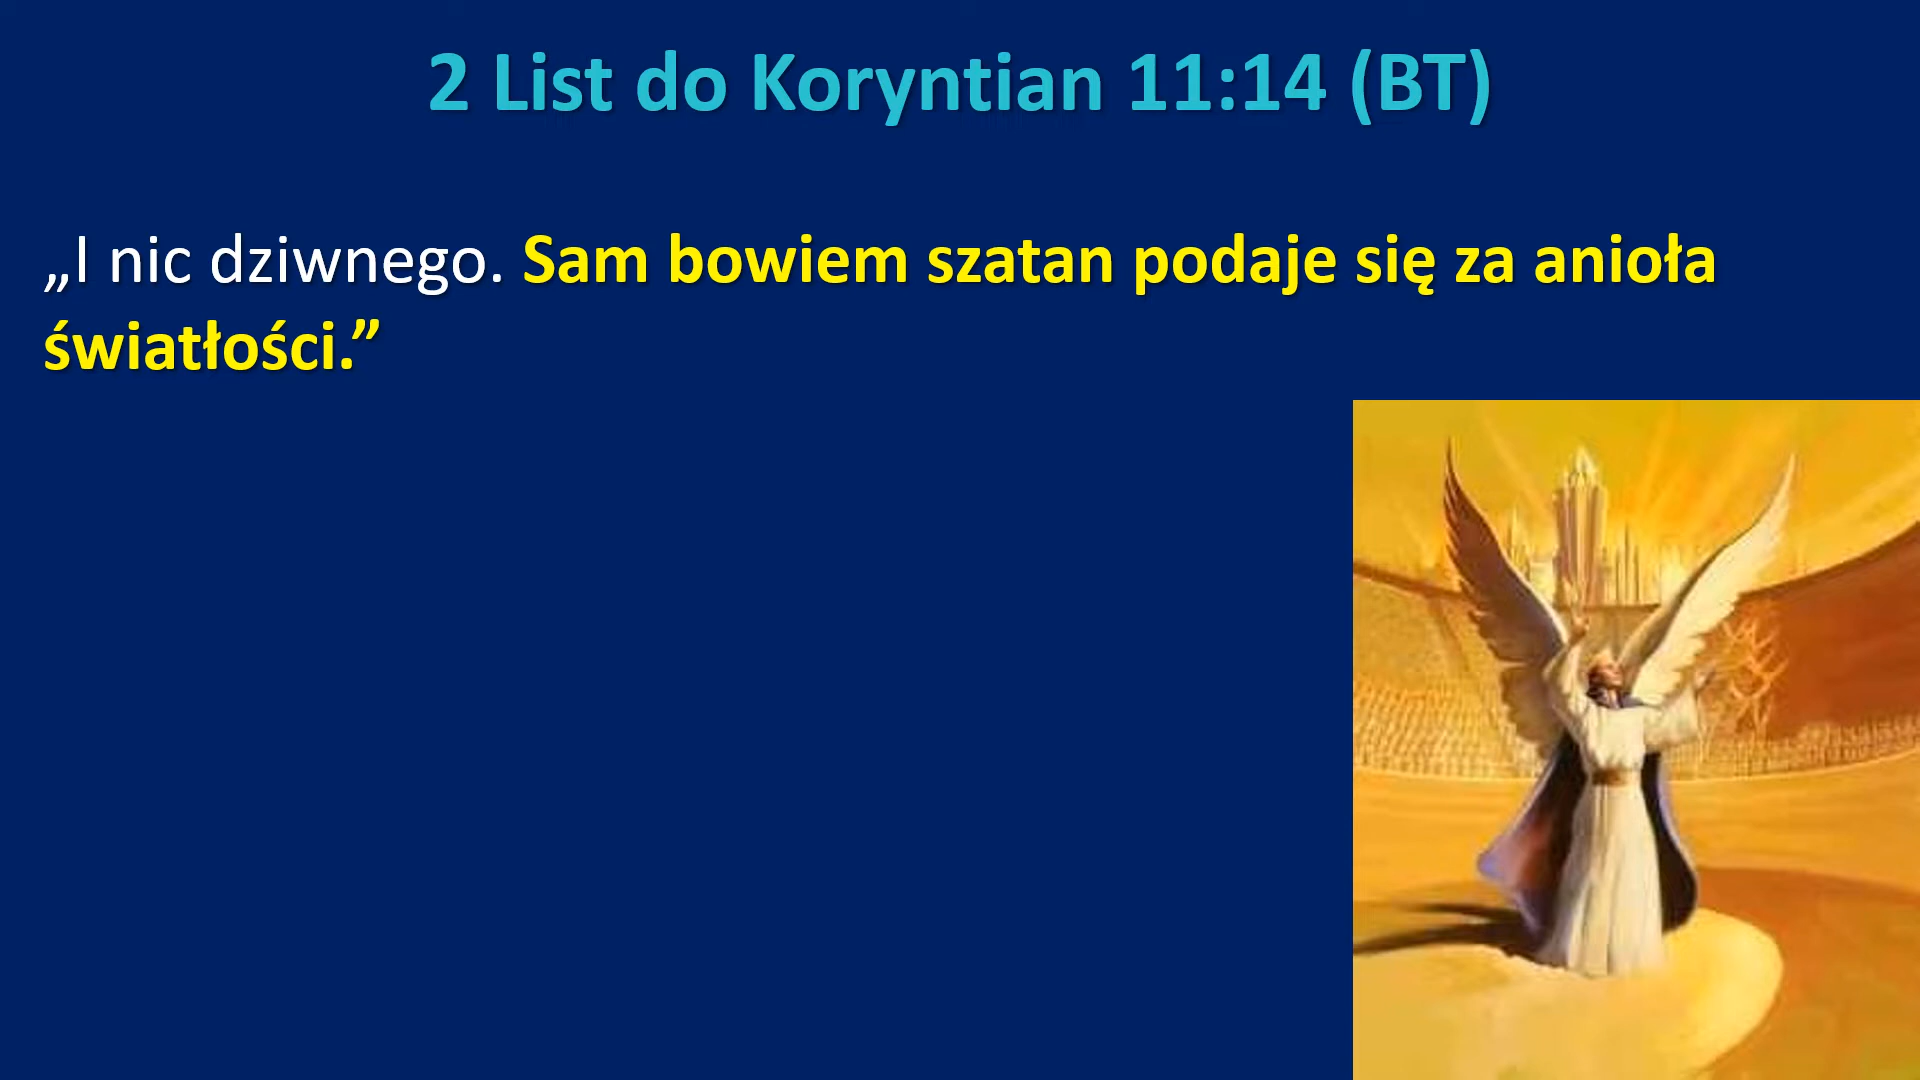 2 List do Koryntian 11:14 (BT)
„I nic dziwnego. Sam bowiem szatan podaje się za anioła
światłości.”